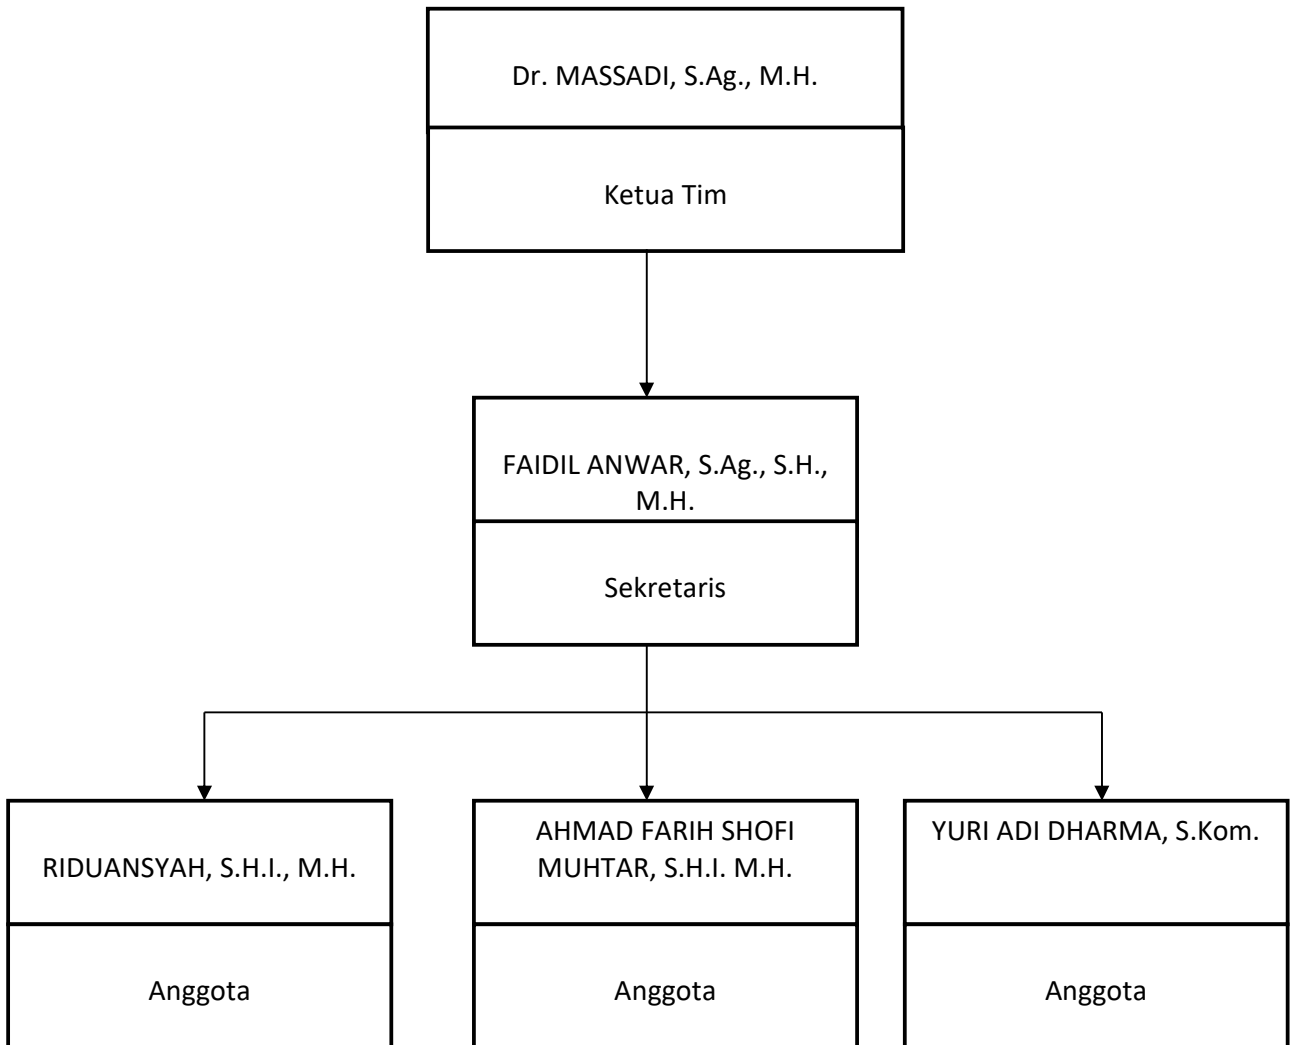 Dr. MASSADI, S.Ag., M.H.
Ketua Tim
FAIDIL ANWAR, S.Ag., S.H.,
M.H.
Sekretaris
RIDUANSYAH, S.H.I., M.H.
Anggota
AHMAD FARIH SHOFI
MUHTAR, S.H.I. M.H.
Anggota
YURI ADI DHARMA, S.Kom.
Anggota